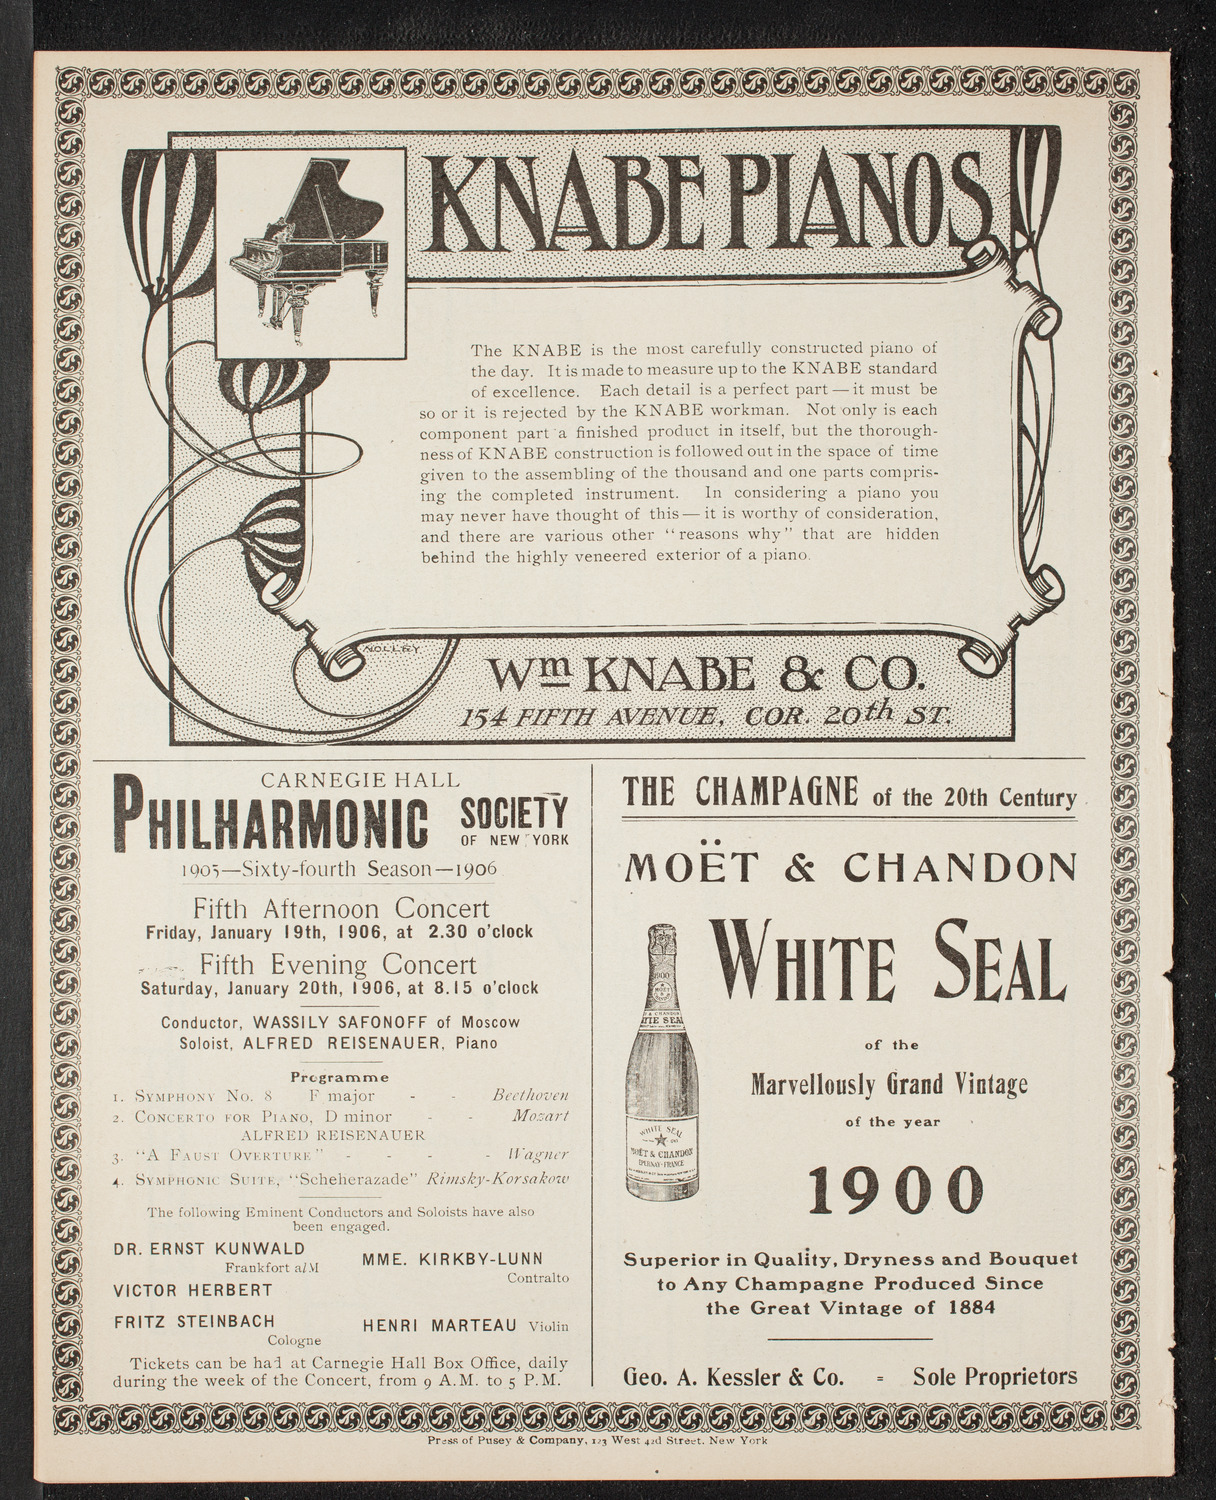 KNABE PIANOS
The KNABE is the most carefully constructed piano of
the day. It is made to measure up to the KNABE standard
of excellence. Each detail is a perfect part — it must be
so or it is rejected by the KNABE workman. Not only is each
component part a finished product in itself, but the thorough-
ness of KNABE construction is followed out in the space of time
given to the assembling of the thousand and one parts compris-
ing the completed instrument. In considering a piano you
may never have thought of this — it is worthy of consideration,
and there are various other “reasons why” that are hidden
behind the highly veneered exterior of a piano.
NOLLEY
Wm KNABE & CO.
154 FIFTH AVENUE, COR. 20th ST.
CARNEGIE HALL
PHILHARMONIC SOCIETY
OF NEW YORK
1905—Sixty-fourth Season—1906
Fifth Afternoon Concert
Friday, January 19th, 1906, at 2.30 o'clock
Fifth Evening Concert
Saturday, January 20th, 1906, at 8.15 o'clock
Conductor, WASSILY SAFONOFF of Moscow
Soloist, ALFRED REISENAUER, Piano
Programme
1. SYMPHONY No. 8 F major - - Beethoven
2. CONCERTO FOR PIANO, D minor - - Mozart
ALFRED REISENAUER
3. “A FAUST OVERTURE” - - - - Wagner
4. SYMPHONIC SUITE, “Scheherazade” Rimsky-Korsakow
The following Eminent Conductors and Soloists have also
been engaged.
DR. ERNST KUNWALD
Frankfort a/M
VICTOR HERBERT
FRITZ STEINBACH
Cologne
MME. KIRKBY-LUNN
Contralto
HENRI MARTEAU Violin
Tickets can be had at Carnegie Hall Box Office, daily
during the week of the Concert, from 9 A.M. to 5 P.M.
THE CHAMPAGNE of the 20th Century
MOËT & CHANDON
WHITE SEAL
of the
Marvellously Grand Vintage
of the year
1900
1900
MOET
& CHANDON
ITE SEAL
WHITE SEAL
MOËT & CHANDON
EPERNAY-FRANCE
Superior in Quality, Dryness and Bouquet
to Any Champagne Produced Since
the Great Vintage of 1884
Geo. A. Kessler & Co. = Sole Proprietors
Press of Pusey & Company, 123 West 42d Street, New York